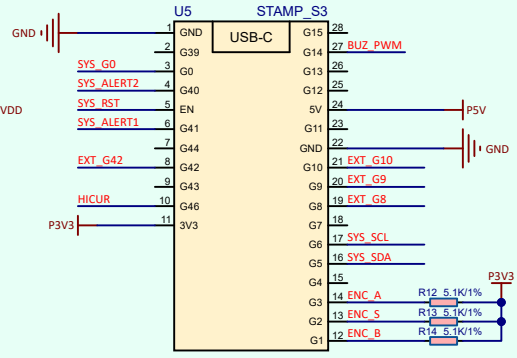 U5 STAMP_S3
USB-C
GND 1 GND G15 28
2 G39 G14 27 BUZ_PWM
SYS_G0 3 G0 G13 26
SYS_ALERT2 4 G40 G12 25
VDD SYS_RST 5 EN 5V 24 P5V
SYS_ALERT1 6 G41 G11 23
7 G44 GND 22 GND
EXT_G42 8 G42 G10 21 EXT_G10
9 G43 G9 20 EXT_G9
HICUR 10 G46 G8 19 EXT_G8
P3V3 11 3V3 G7 18
G6 17 SYS_SCL
G5 16 SYS_SDA
G4 15 P3V3
G3 14 ENC_A R12 5.1K/1%
G2 13 ENC_S R13 5.1K/1%
G1 12 ENC_B R14 5.1K/1%